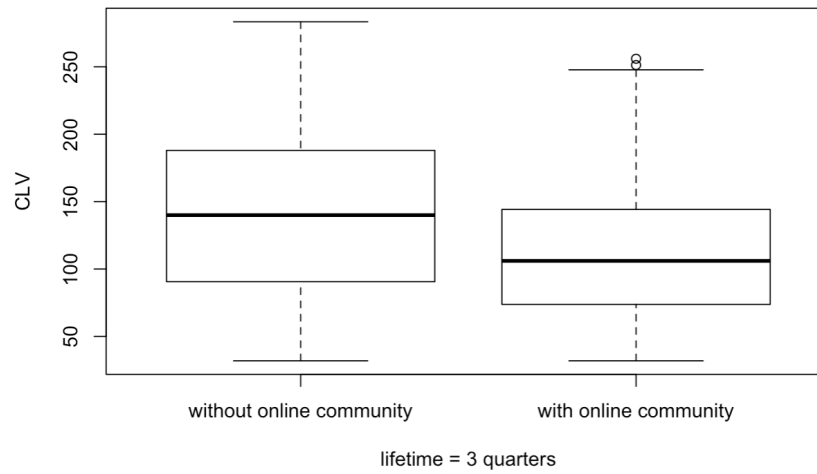 250
200
150
100
50
CLV
without online community
with online community
lifetime = 3 quarters